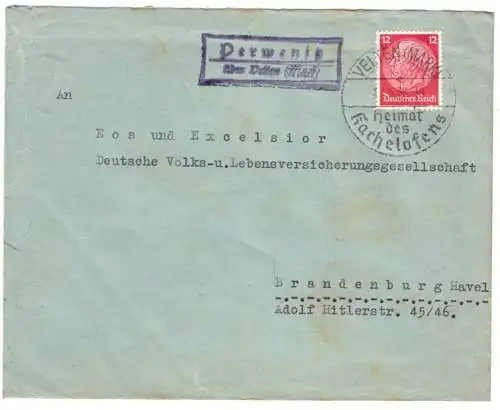 Perwenitz
über Velten (Mark)
12 12
Deutsches Reich
VELTEN (MARK)
Heimat
des
Kachelofens
An
Eos und Excelsior
Deutsche Volks-u.Lebensversicherungsgesellschaft
Brandenburg Havel
Adolf Hitlerstr. 45/46.